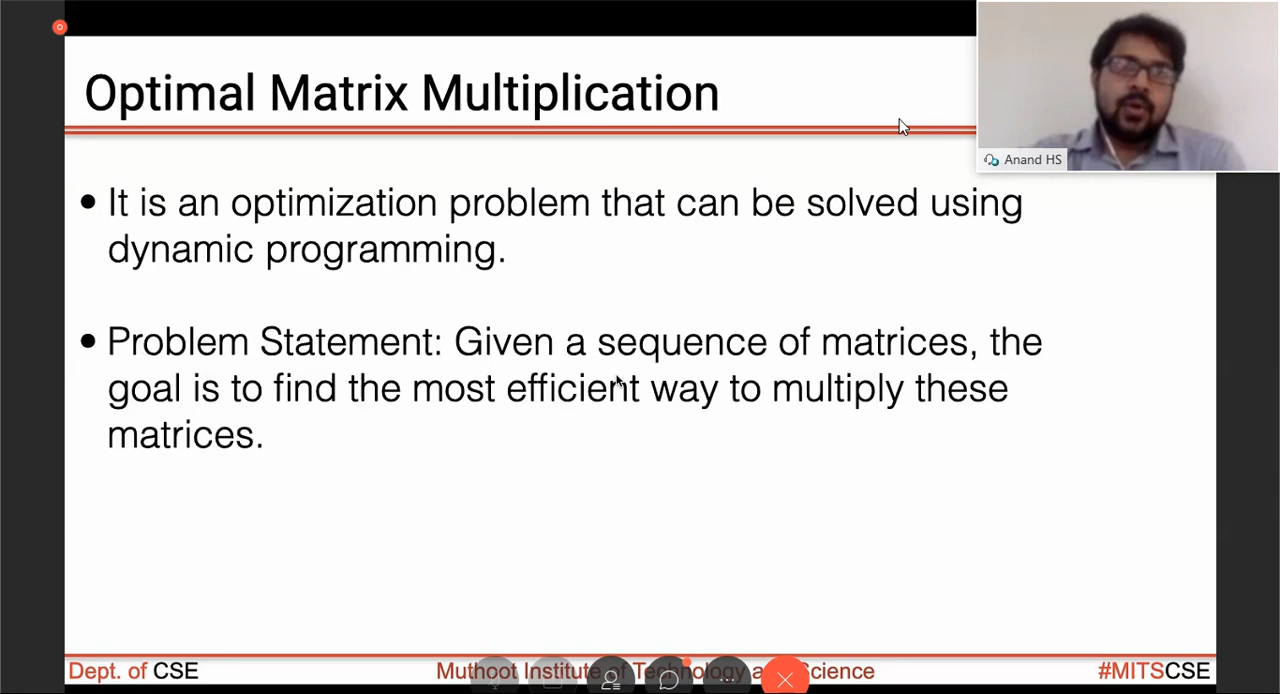 Optimal Matrix Multiplication
Anand HS
• It is an optimization problem that can be solved using
dynamic programming.
• Problem Statement: Given a sequence of matrices, the
goal is to find the most efficient way to multiply these
matrices.
Dept. of CSE
Muthoot Institute of Technology and Science
#MITSCSE